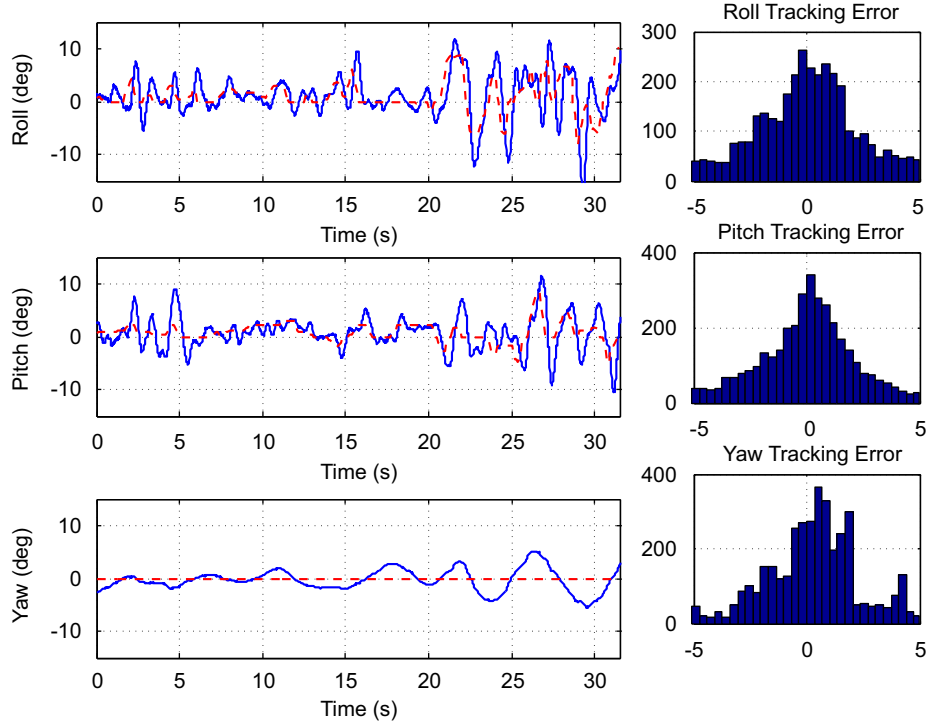 Roll Tracking Error
Roll (deg)
10
0
-10
0 5 10 15 20 25 30
Time (s)
300
200
100
0
-5 0 5
Pitch Tracking Error
Pitch (deg)
10
0
-10
0 5 10 15 20 25 30
Time (s)
400
200
0
-5 0 5
Yaw Tracking Error
Yaw (deg)
10
0
-10
0 5 10 15 20 25 30
Time (s)
400
200
0
-5 0 5